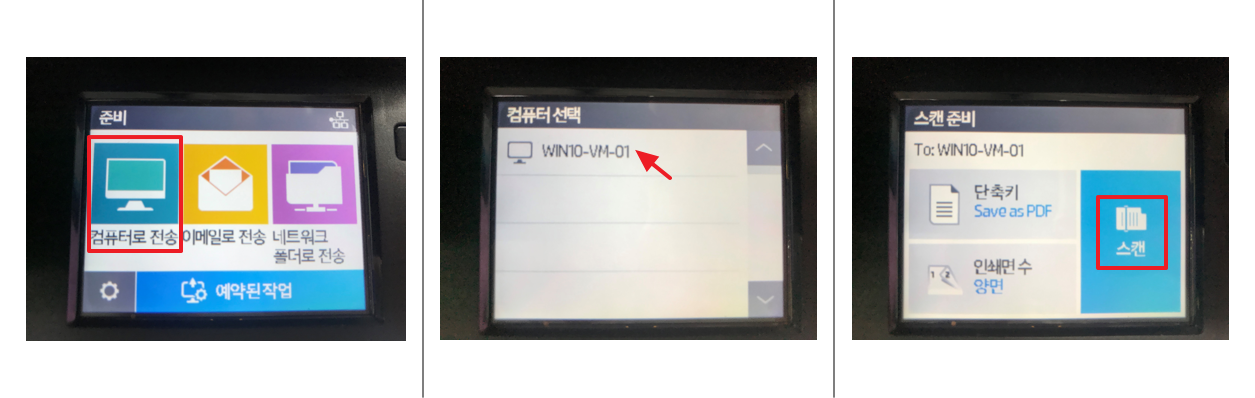 준비
컴퓨터로 전송
이메일로 전송
네트워크
폴더로 전송
예약된 작업
컴퓨터 선택
WIN10-VM-01
스캔 준비
To: WIN10-VM-01
단축키
Save as PDF
스캔
1 2
인쇄면 수
양면